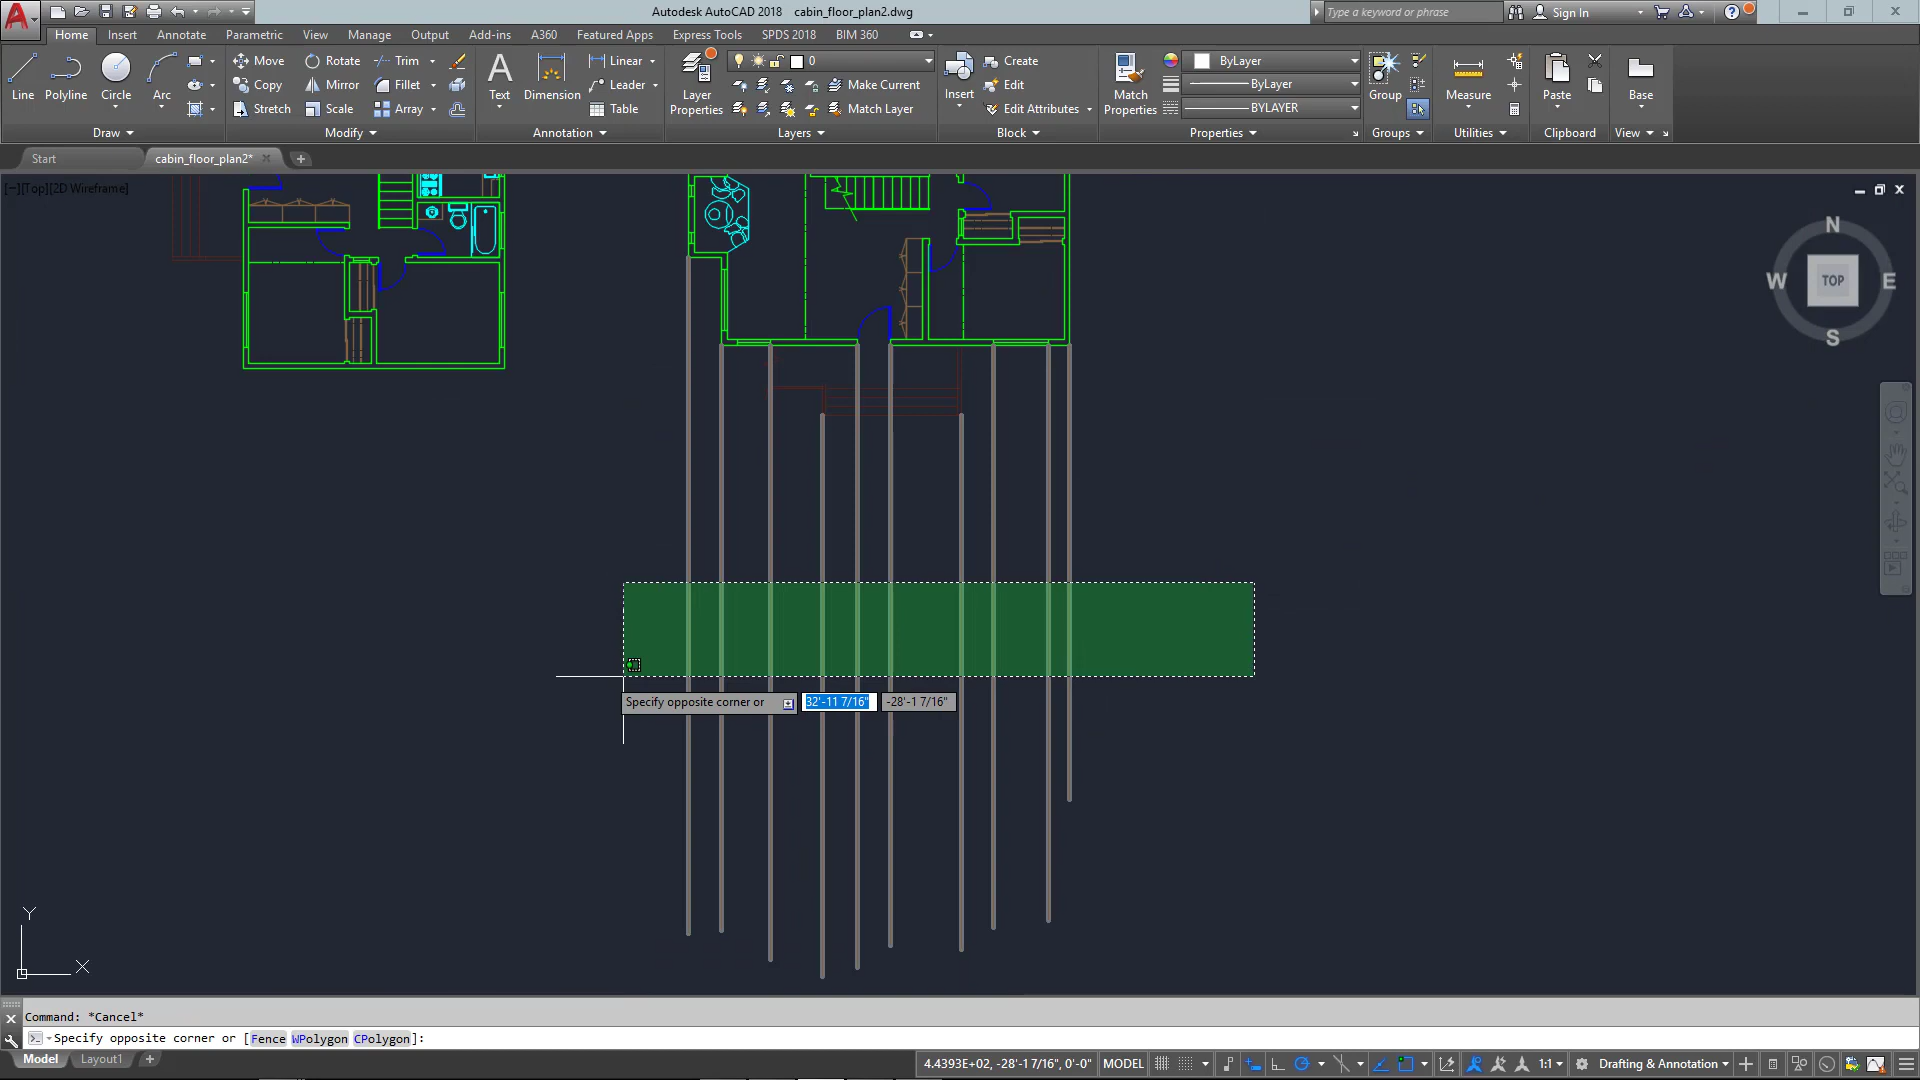 Autodesk AutoCAD 2018 cabin_floor_plan2.dwg
Type a keyword or phrase
Sign In
Home Insert Annotate Parametric View Manage Output Add-ins A360 Featured Apps Express Tools SPDS 2018 BIM 360
Line
Polyline
Circle
Arc
Move
Rotate
Trim
Copy
Mirror
Fillet
Stretch
Scale
Array
Text
Dimension
Linear
Leader
Table
Layer
Properties
0
Make Current
Match Layer
Insert
Create
Edit
Edit Attributes
Match
Properties
ByLayer
ByLayer
BYLAYER
Group
Measure
Paste
Base
Draw
Modify
Annotation
Layers
Block
Properties
Groups
Utilities
Clipboard
View
Start
cabin_floor_plan2*
[−][Top][2D Wireframe]
N
W
TOP
E
S
Specify opposite corner or
32'-11 7/16"
-28'-1 7/16"
Y
X
Command: *Cancel*
Specify opposite corner or [Fence WPolygon CPolygon]:
Model
Layout1
4.4393E+02, -28'-1 7/16", 0'-0"
MODEL
1:1
Drafting & Annotation